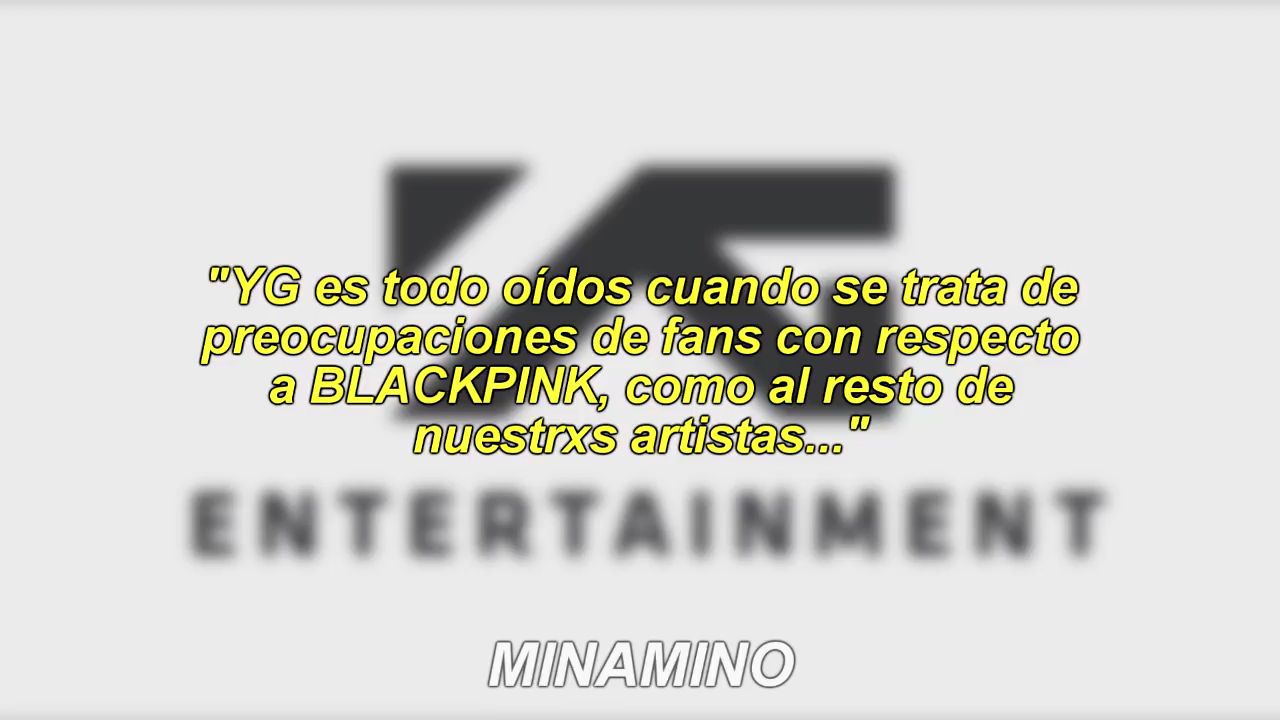 "YG es todo oídos cuando se trata de
preocupaciones de fans con respecto
a BLACKPINK, como al resto de
nuestrxs artistas..."
YG
ENTERTAINMENT
MINAMINO